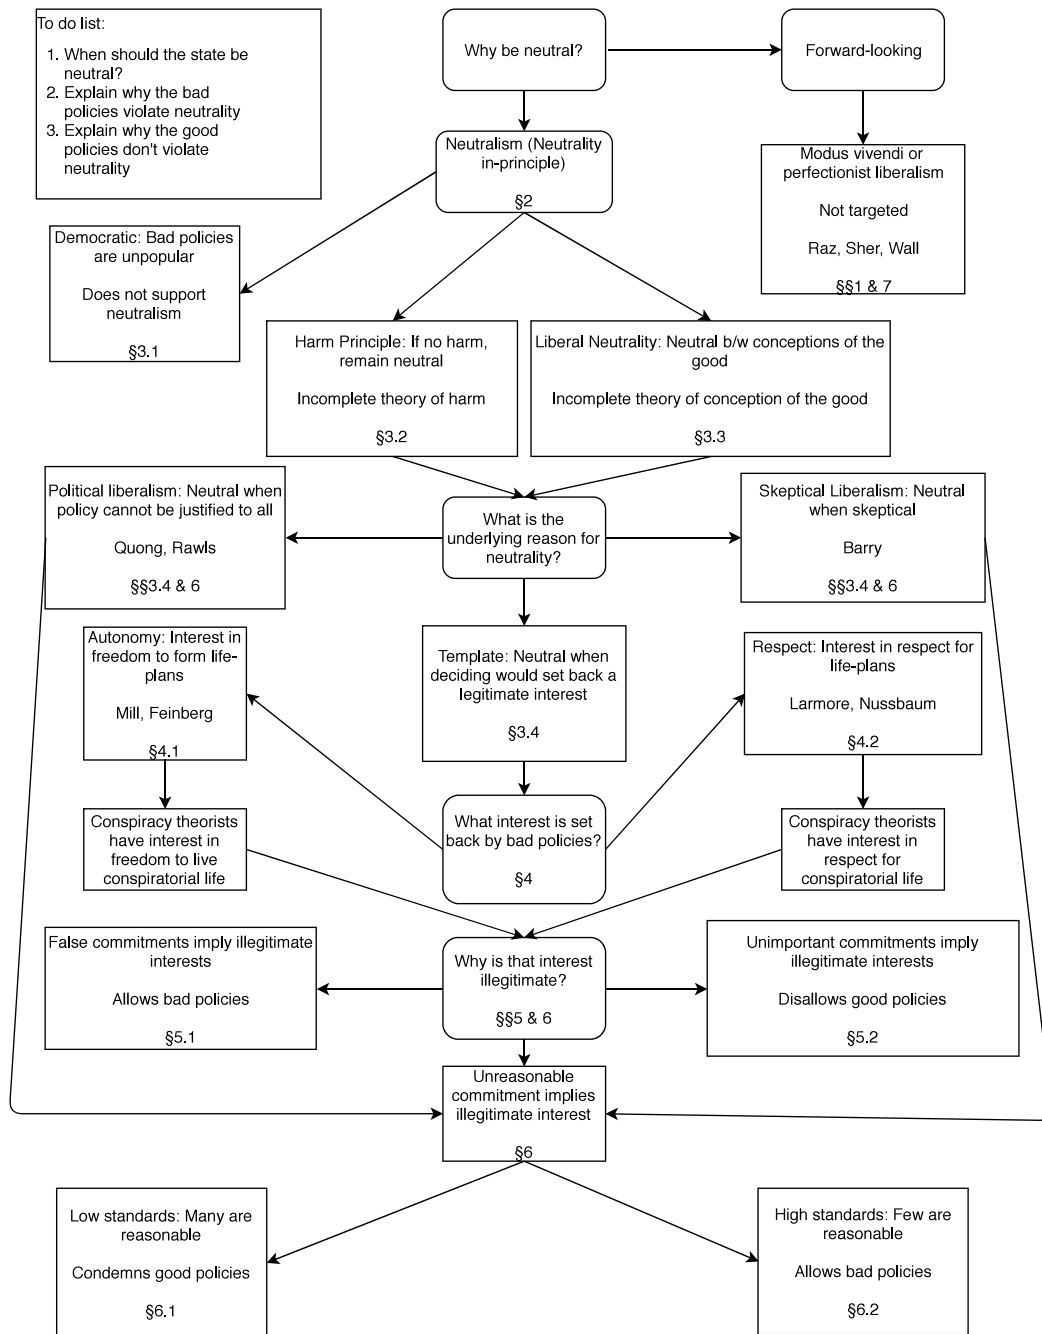 To do list:
1. When should the state be
neutral?
2. Explain why the bad
policies violate neutrality
3. Explain why the good
policies don't violate
neutrality
Why be neutral?
Forward-looking
Neutralism (Neutrality
in-principle)
§2
Modus vivendi or
perfectionist liberalism
Not targeted
Raz, Sher, Wall
§§1 & 7
Democratic: Bad policies
are unpopular
Does not support
neutralism
§3.1
Harm Principle: If no harm,
remain neutral
Incomplete theory of harm
§3.2
Liberal Neutrality: Neutral b/w conceptions of the
good
Incomplete theory of conception of the good
§3.3
Political liberalism: Neutral when
policy cannot be justified to all
Quong, Rawls
§§3.4 & 6
What is the
underlying reason for
neutrality?
Skeptical Liberalism: Neutral
when skeptical
Barry
§§3.4 & 6
Autonomy: Interest in
freedom to form life-
plans
Mill, Feinberg
§4.1
Template: Neutral when
deciding would set back a
legitimate interest
§3.4
Respect: Interest in respect for
life-plans
Larmore, Nussbaum
§4.2
Conspiracy theorists
have interest in
freedom to live
conspiratorial life
What interest is set
back by bad policies?
§4
Conspiracy theorists
have interest in
respect for
conspiratorial life
False commitments imply illegitimate
interests
Allows bad policies
§5.1
Why is that interest
illegitimate?
§§5 & 6
Unimportant commitments imply
illegitimate interests
Disallows good policies
§5.2
Unreasonable
commitment implies
illegitimate interest
§6
Low standards: Many are
reasonable
Condemns good policies
§6.1
High standards: Few are
reasonable
Allows bad policies
§6.2